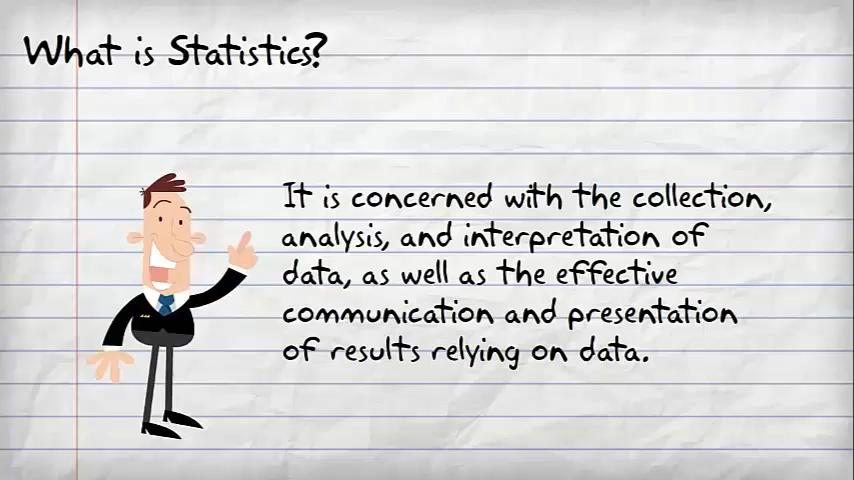 What is Statistics?
It is concerned with the collection,
analysis, and interpretation of
data, as well as the effective
communication and presentation
of results relying on data.